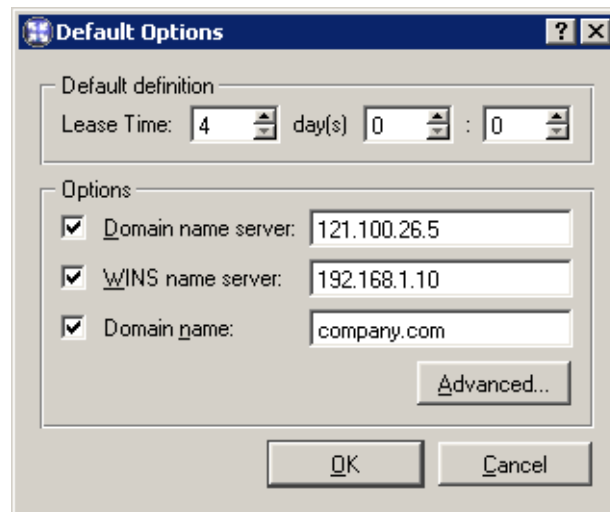 Default Options
Default definition
Lease Time: 4 day(s) 0 : 0
Options
Domain name server: 121.100.26.5
WINS name server: 192.168.1.10
Domain name: company.com
Advanced...
OK Cancel